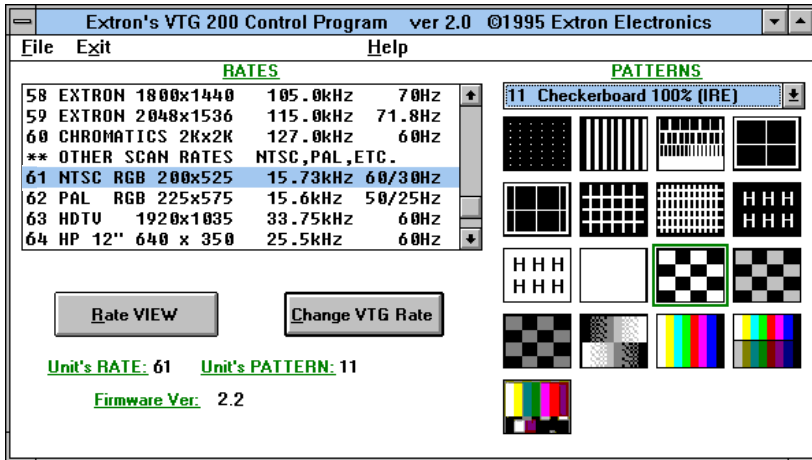 Extron's VTG 200 Control Program ver 2.0 ©1995 Extron Electronics
File Exit Help
RATES
58 EXTRON 1800x1440 105.0kHz 70Hz
59 EXTRON 2048x1536 115.0kHz 71.8Hz
60 CHROMATICS 2Kx2K 127.0kHz 60Hz
** OTHER SCAN RATES NTSC,PAL,ETC.
61 NTSC RGB 200x525 15.73kHz 60/30Hz
62 PAL RGB 225x575 15.6kHz 50/25Hz
63 HDTV 1920x1035 33.75kHz 60Hz
64 HP 12" 640 x 350 25.5kHz 60Hz
Rate VIEW
Change VTG Rate
Unit's RATE: 61 Unit's PATTERN: 11
Firmware Ver: 2.2
PATTERNS
11 Checkerboard 100% (IRE)
H H H
H H H
H H H
H H H